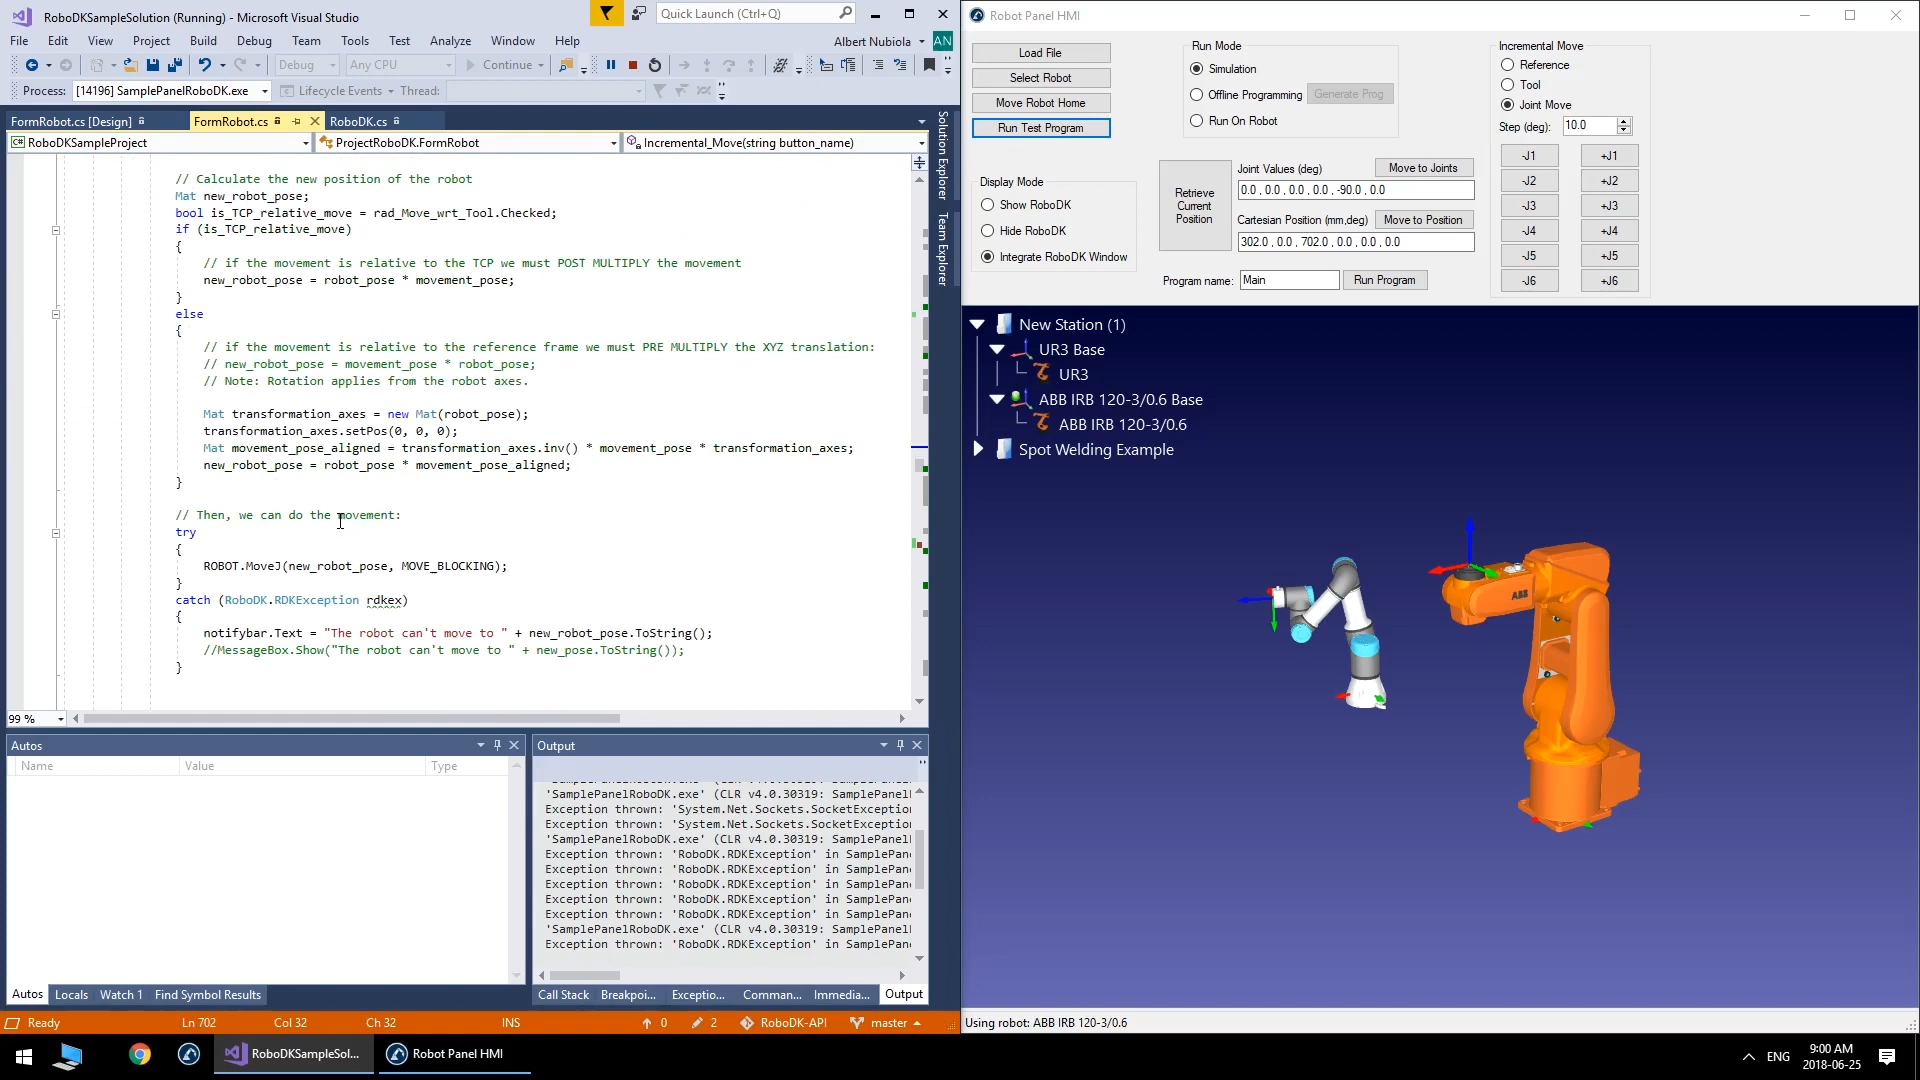 RoboDKSampleSolution (Running) - Microsoft Visual Studio
Quick Launch (Ctrl+Q)
File Edit View Project Build Debug Team Tools Test Analyze Window Help
Albert Nubiola AN
Debug Any CPU Continue
Process: [14196] SamplePanelRoboDK.exe Lifecycle Events Thread:
FormRobot.cs [Design] FormRobot.cs RoboDK.cs
RoboDKSampleProject ProjectRoboDK.FormRobot Incremental_Move(string button_name)
// Calculate the new position of the robot
Mat new_robot_pose;
bool is_TCP_relative_move = rad_Move_wrt_Tool.Checked;
if (is_TCP_relative_move)
{
// if the movement is relative to the TCP we must POST MULTIPLY the movement
new_robot_pose = robot_pose * movement_pose;
}
else
{
// if the movement is relative to the reference frame we must PRE MULTIPLY the XYZ translation:
// new_robot_pose = movement_pose * robot_pose;
// Note: Rotation applies from the robot axes.
Mat transformation_axes = new Mat(robot_pose);
transformation_axes.setPos(0, 0, 0);
Mat movement_pose_aligned = transformation_axes.inv() * movement_pose * transformation_axes;
new_robot_pose = robot_pose * movement_pose_aligned;
}
// Then, we can do the movement:
try
{
ROBOT.MoveJ(new_robot_pose, MOVE_BLOCKING);
}
catch (RoboDK.RDKException rdkex)
{
notifybar.Text = "The robot can't move to " + new_robot_pose.ToString();
//MessageBox.Show("The robot can't move to " + new_pose.ToString());
}
99 %
Solution Explorer
Team Explorer
Autos
Name Value Type
Autos Locals Watch 1 Find Symbol Results
Output
'SamplePanelRoboDK.exe' (CLR v4.0.30319: SamplePanel
Exception thrown: 'System.Net.Sockets.SocketException
Exception thrown: 'System.Net.Sockets.SocketException
'SamplePanelRoboDK.exe' (CLR v4.0.30319: SamplePanel
Exception thrown: 'RoboDK.RDKException' in SamplePan
Exception thrown: 'RoboDK.RDKException' in SamplePan
Exception thrown: 'RoboDK.RDKException' in SamplePan
Exception thrown: 'RoboDK.RDKException' in SamplePan
Exception thrown: 'RoboDK.RDKException' in SamplePan
'SamplePanelRoboDK.exe' (CLR v4.0.30319: SamplePanel
Exception thrown: 'RoboDK.RDKException' in SamplePan
Call Stack Breakpoi... Exceptio... Comman... Immedia... Output
Ready Ln 702 Col 32 Ch 32 INS 0 2 RoboDK-API master
Robot Panel HMI
Load File
Select Robot
Move Robot Home
Run Test Program
Display Mode
Show RoboDK
Hide RoboDK
Integrate RoboDK Window
Run Mode
Simulation
Offline Programming Generate Prog
Run On Robot
Retrieve Current Position
Joint Values (deg) Move to Joints
0.0 , 0.0 , 0.0 , 0.0 , -90.0 , 0.0
Cartesian Position (mm,deg) Move to Position
302.0 , 0.0 , 702.0 , 0.0 , 0.0 , 0.0
Program name: Main Run Program
Incremental Move
Reference
Tool
Joint Move
Step (deg): 10.0
-J1 +J1
-J2 +J2
-J3 +J3
-J4 +J4
-J5 +J5
-J6 +J6
New Station (1)
UR3 Base
UR3
ABB IRB 120-3/0.6 Base
ABB IRB 120-3/0.6
Spot Welding Example
ABB
Using robot: ABB IRB 120-3/0.6
RoboDKSampleSol... Robot Panel HMI
ENG
9:00 AM
2018-06-25